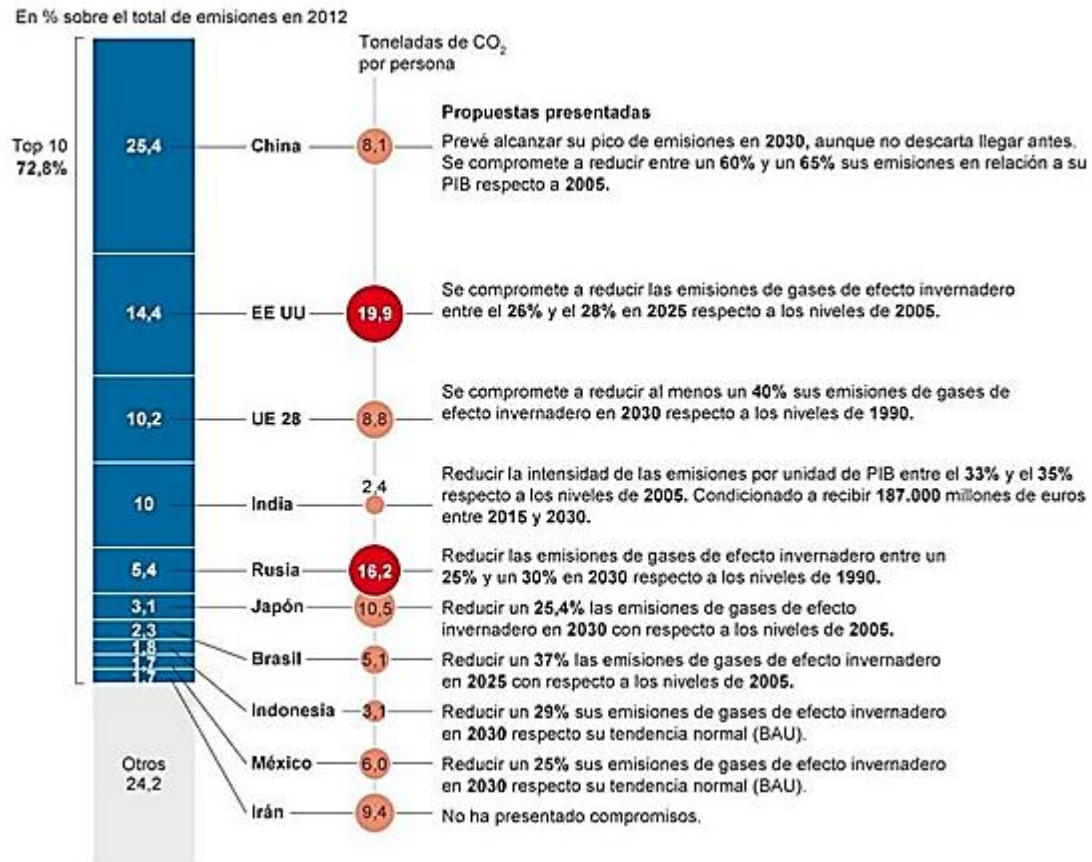 En % sobre el total de emisiones en 2012
Toneladas de CO₂
por persona
Propuestas presentadas
Top 10
72,8%
25,4
China
8,1
Prevé alcanzar su pico de emisiones en 2030, aunque no descarta llegar antes.
Se compromete a reducir entre un 60% y un 65% sus emisiones en relación a su
PIB respecto a 2005.
14,4
EE UU
19,9
Se compromete a reducir las emisiones de gases de efecto invernadero
entre el 26% y el 28% en 2025 respecto a los niveles de 2005.
10,2
UE 28
8,8
Se compromete a reducir al menos un 40% sus emisiones de gases de
efecto invernadero en 2030 respecto a los niveles de 1990.
10
India
2,4
Reducir la intensidad de las emisiones por unidad de PIB entre el 33% y el 35%
respecto a los niveles de 2005. Condicionado a recibir 187.000 millones de euros
entre 2015 y 2030.
5,4
Rusia
16,2
Reducir las emisiones de gases de efecto invernadero entre un
25% y un 30% en 2030 respecto a los niveles de 1990.
3,1
Japón
10,5
Reducir un 25,4% las emisiones de gases de efecto
invernadero en 2030 con respecto a los niveles de 2005.
2,3
Brasil
5,1
Reducir un 37% las emisiones de gases de efecto invernadero
en 2025 con respecto a los niveles de 2005.
1,8
Indonesia
3,1
Reducir un 29% sus emisiones de gases de efecto invernadero
en 2030 respecto su tendencia normal (BAU).
1,7
México
6,0
Reducir un 25% sus emisiones de gases de efecto invernadero
en 2030 respecto su tendencia normal (BAU).
1,7
Irán
9,4
No ha presentado compromisos.
Otros
24,2